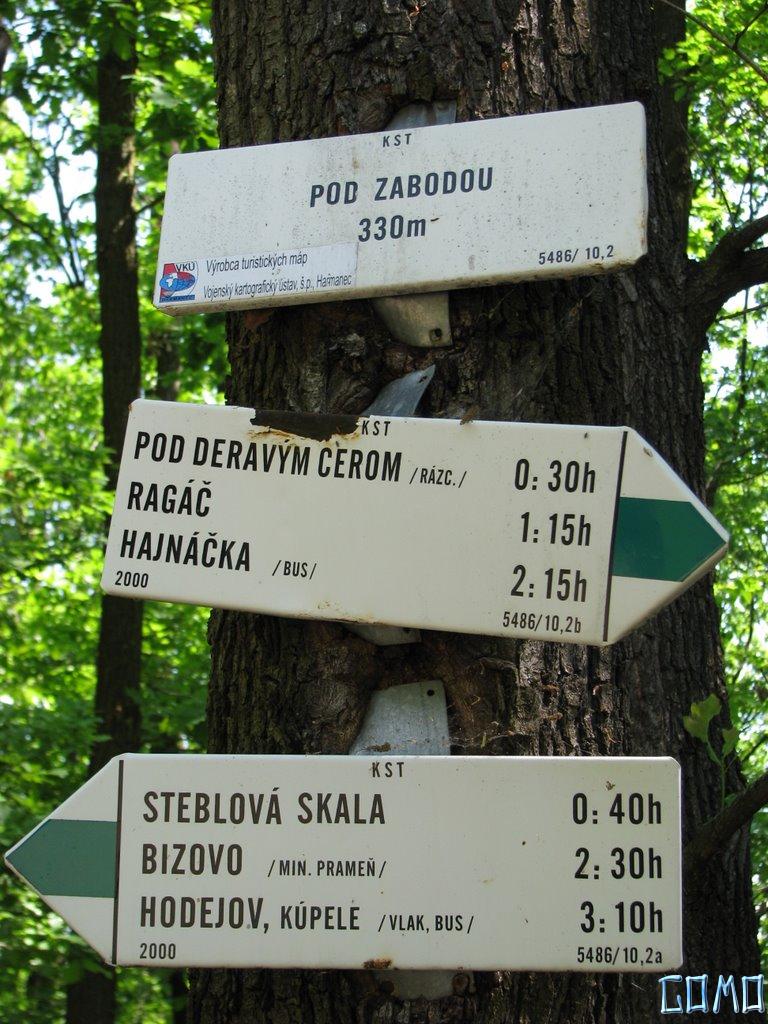 KST
POD ZABODOU
330m
VKÚ
Výrobca turistických máp
Vojenský kartografický ústav, š.p., Harmanec
5486/ 10,2
KST
POD DERAVYM CEROM /RÁZC./ 0: 30h
RAGÁČ 1: 15h
HAJNÁČKA /BUS/ 2: 15h
2000 5486/10,2b
KST
STEBLOVÁ SKALA 0: 40h
BIZOVO /MIN. PRAMEŇ/ 2: 30h
HODEJOV, KÚPELE /VLAK, BUS/ 3: 10h
2000 5486/10,2a
GOMO